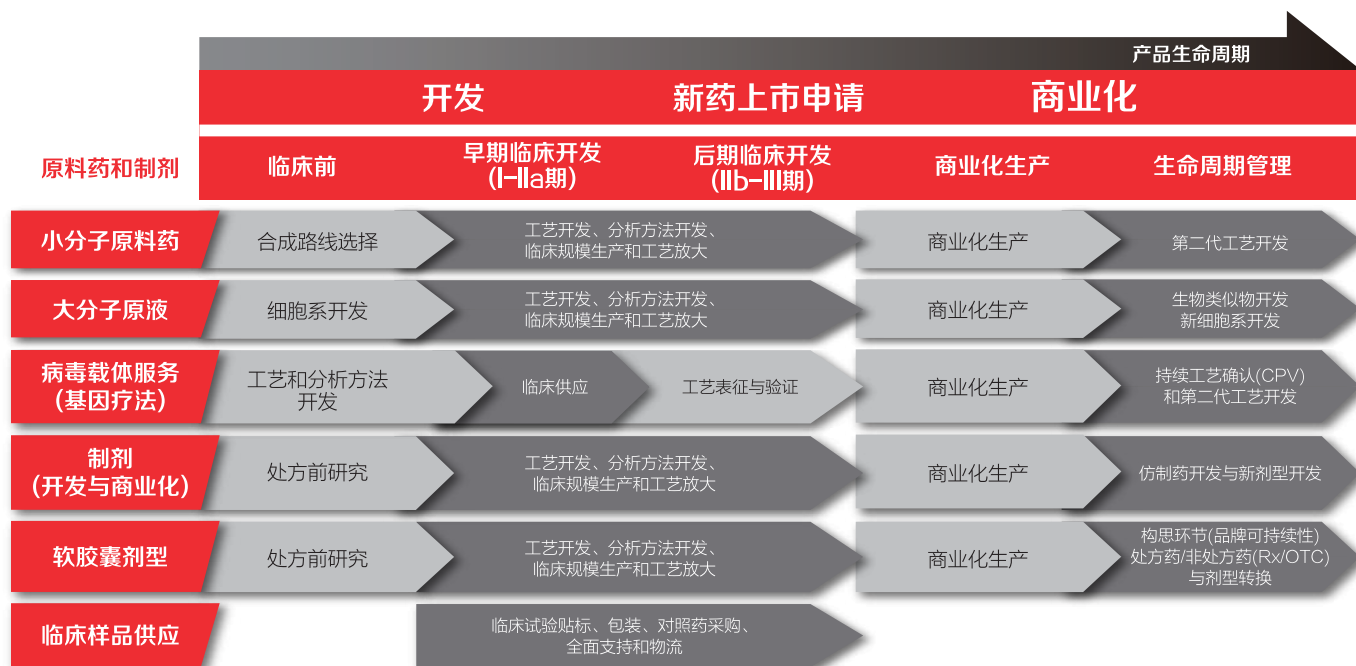 产品生命周期
开发
新药上市申请
商业化
原料药和制剂
临床前
早期临床开发
(I-IIa期)
后期临床开发
(IIb-III期)
商业化生产
生命周期管理
小分子原料药
合成路线选择
工艺开发、分析方法开发、
临床规模生产和工艺放大
商业化生产
第二代工艺开发
大分子原液
细胞系开发
工艺开发、分析方法开发、
临床规模生产和工艺放大
商业化生产
生物类似物开发
新细胞系开发
病毒载体服务
(基因疗法)
工艺和分析方法
开发
临床供应
工艺表征与验证
商业化生产
持续工艺确认(CPV)
和第二代工艺开发
制剂
(开发与商业化)
处方前研究
工艺开发、分析方法开发、
临床规模生产和工艺放大
商业化生产
仿制药开发与新剂型开发
软胶囊剂型
处方前研究
工艺开发、分析方法开发、
临床规模生产和工艺放大
商业化生产
构思环节(品牌可持续性)
处方药/非处方药(Rx/OTC)
与剂型转换
临床样品供应
临床试验贴标、包装、对照药采购、
全面支持和物流